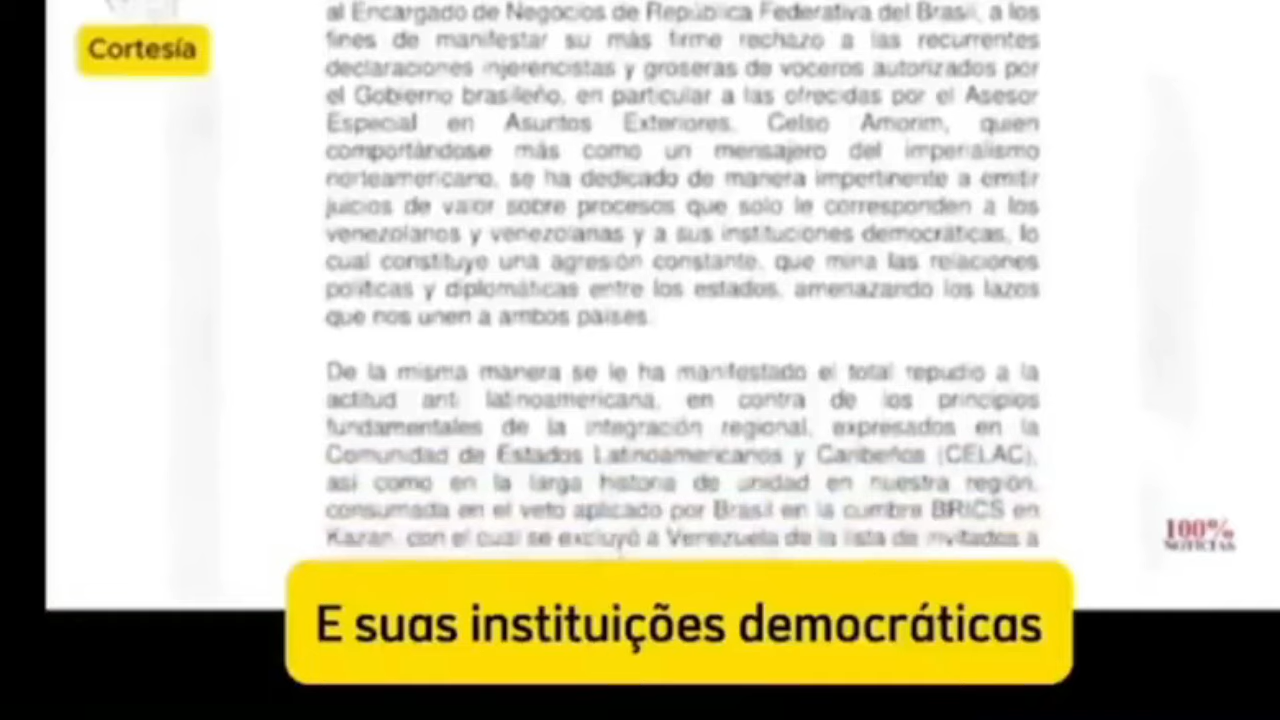 al Encargado de Negocios de República Federativa del Brasil, a los
Cortesía
fines de manifestar su más firme rechazo a las recurrentes
declaraciones injerencistas y groseras de voceros autorizados por
el Gobierno brasileño, en particular a las ofrecidas por el Asesor
Especial en Asuntos Exteriores, Celso Amorim, quien
comportándose más como un mensajero del imperialismo
norteamericano, se ha dedicado de manera impertinente a emitir
juicios de valor sobre procesos que solo le corresponden a los
venezolanos y venezolanas y a sus instituciones democráticas, lo
cual constituye una agresión constante, que mina las relaciones
políticas y diplomáticas entre los estados, amenazando los lazos
que nos unen a ambos países.
De la misma manera se le ha manifestado el total repudio a la
actitud anti latinoamericana, en contra de los principios
fundamentales de la integración regional, expresados en la
Comunidad de Estados Latinoamericanos y Caribeños (CELAC),
así como en la larga historia de unidad en nuestra región,
consumada en el veto aplicado por Brasil en la cumbre BRICS en
Kazan, con el cual se excluyó a Venezuela de la lista de invitados a
100%
NOTICIAS
E suas instituições democráticas